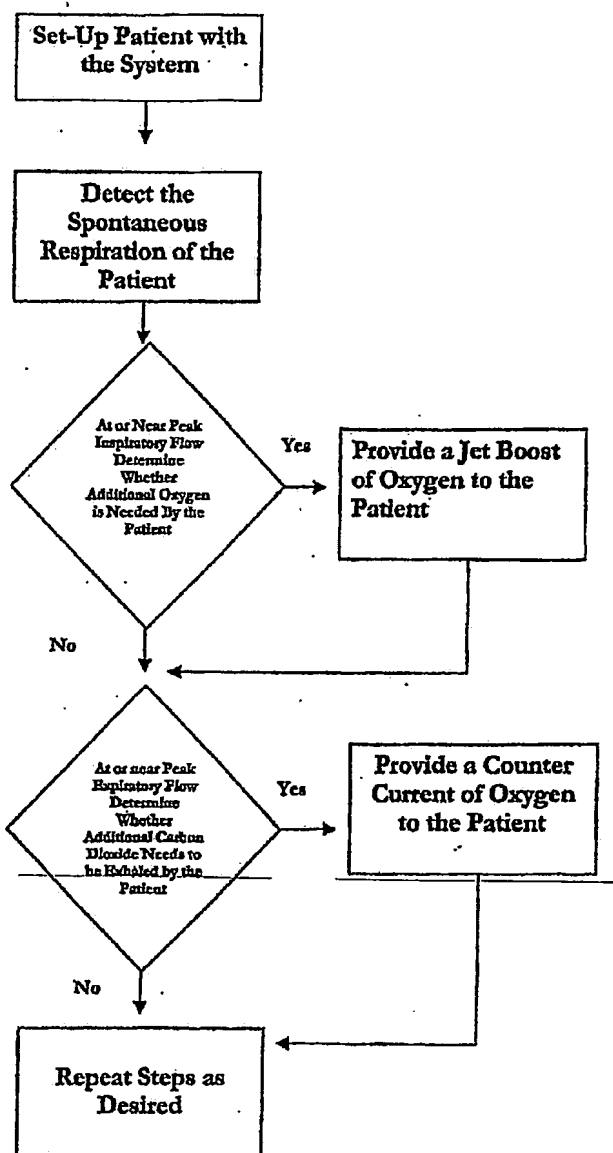 Set-Up Patient with
the System
Detect the
Spontaneous
Respiration of the
Patient
At or Near Peak
Inspiratory Flow
Determine
Whether
Additional Oxygen
is Needed By the
Patient
Yes
Provide a Jet Boost
of Oxygen to the
Patient
No
At or near Peak
Expiratory Flow
Determine
Whether
Additional Carbon
Dioxide Needs to
be Exhaled by the
Patient
Yes
Provide a Counter
Current of Oxygen
to the Patient
No
Repeat Steps as
Desired